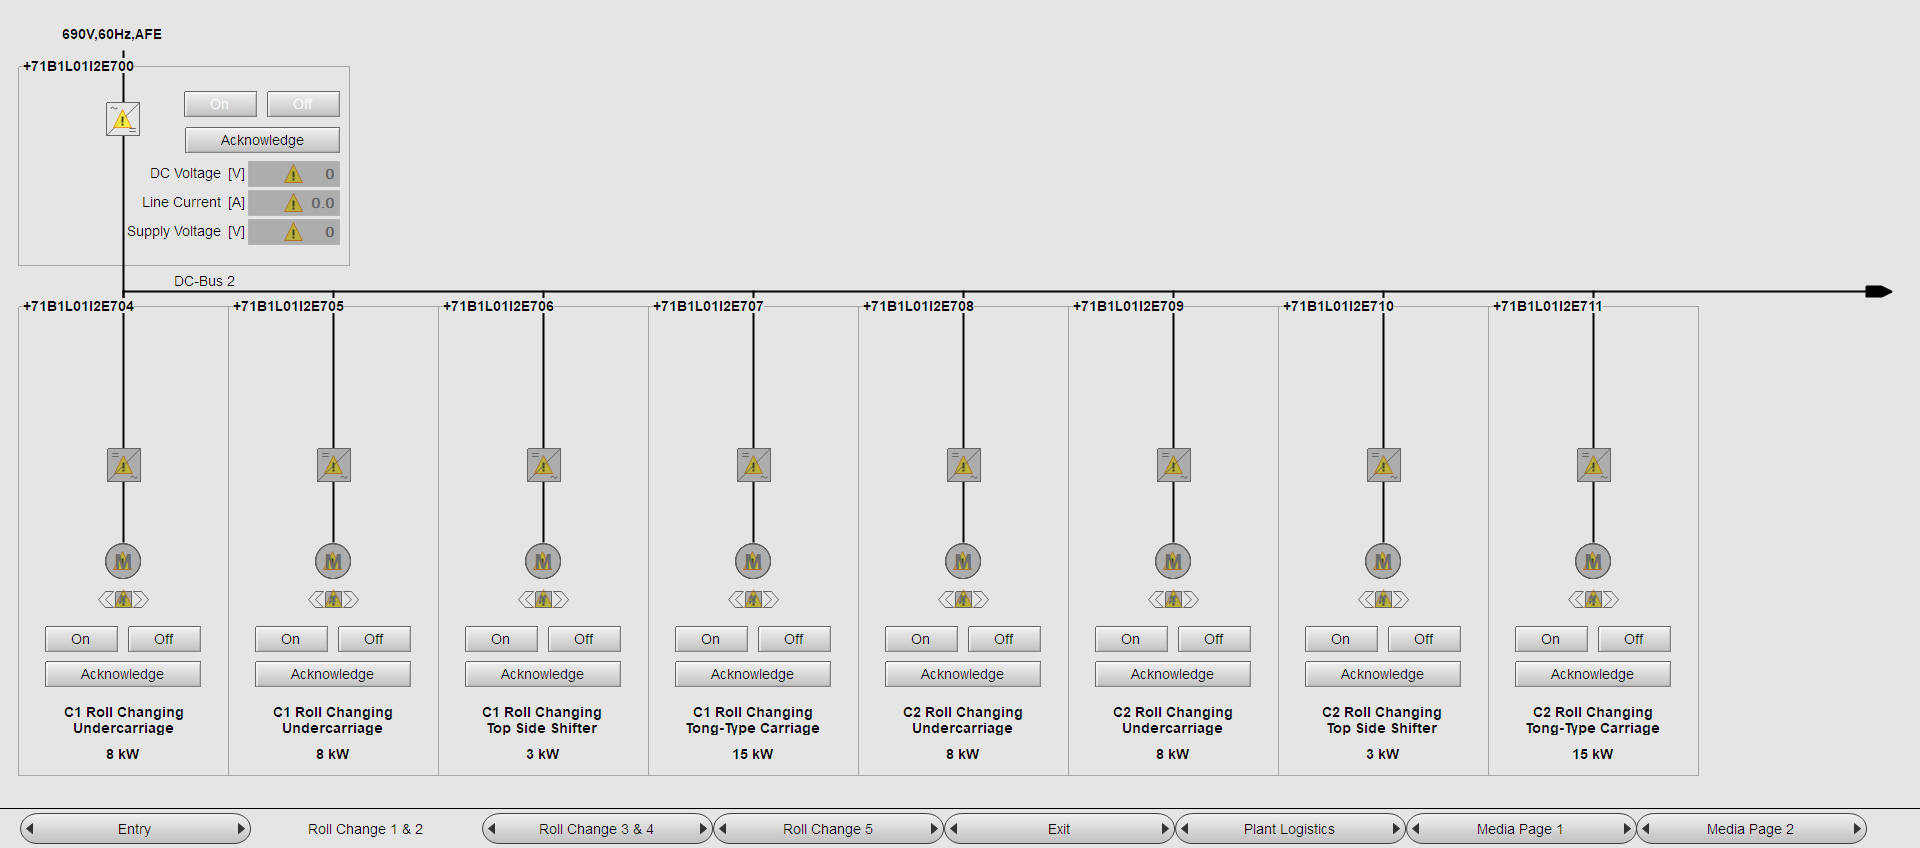 690V,60Hz,AFE
+71B1L01I2E700
On Off
Acknowledge
DC Voltage [V] 0
Line Current [A] 0.0
Supply Voltage [V] 0
DC-Bus 2
+71B1L01I2E704 +71B1L01I2E705 +71B1L01I2E706 +71B1L01I2E707 +71B1L01I2E708 +71B1L01I2E709 +71B1L01I2E710 +71B1L01I2E711
M M M M M M M M
On Off On Off On Off On Off On Off On Off On Off On Off
Acknowledge Acknowledge Acknowledge Acknowledge Acknowledge Acknowledge Acknowledge Acknowledge
C1 Roll Changing C1 Roll Changing C1 Roll Changing C1 Roll Changing C2 Roll Changing C2 Roll Changing C2 Roll Changing C2 Roll Changing
Undercarriage Undercarriage Top Side Shifter Tong-Type Carriage Undercarriage Undercarriage Top Side Shifter Tong-Type Carriage
8 kW 8 kW 3 kW 15 kW 8 kW 8 kW 3 kW 15 kW
Entry Roll Change 1 & 2 Roll Change 3 & 4 Roll Change 5 Exit Plant Logistics Media Page 1 Media Page 2